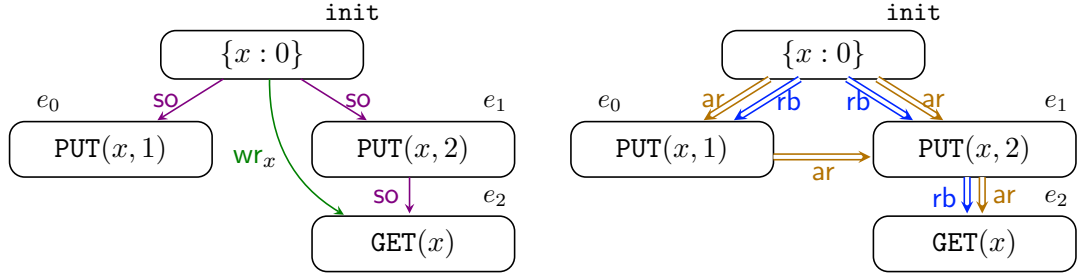 init
{x : 0}
so
so
e₀
e₁
PUT(x, 1)
wrₓ
PUT(x, 2)
so
e₂
GET(x)
init
{x : 0}
ar
rb
rb
ar
e₀
e₁
PUT(x, 1)
ar
PUT(x, 2)
rb
ar
e₂
GET(x)